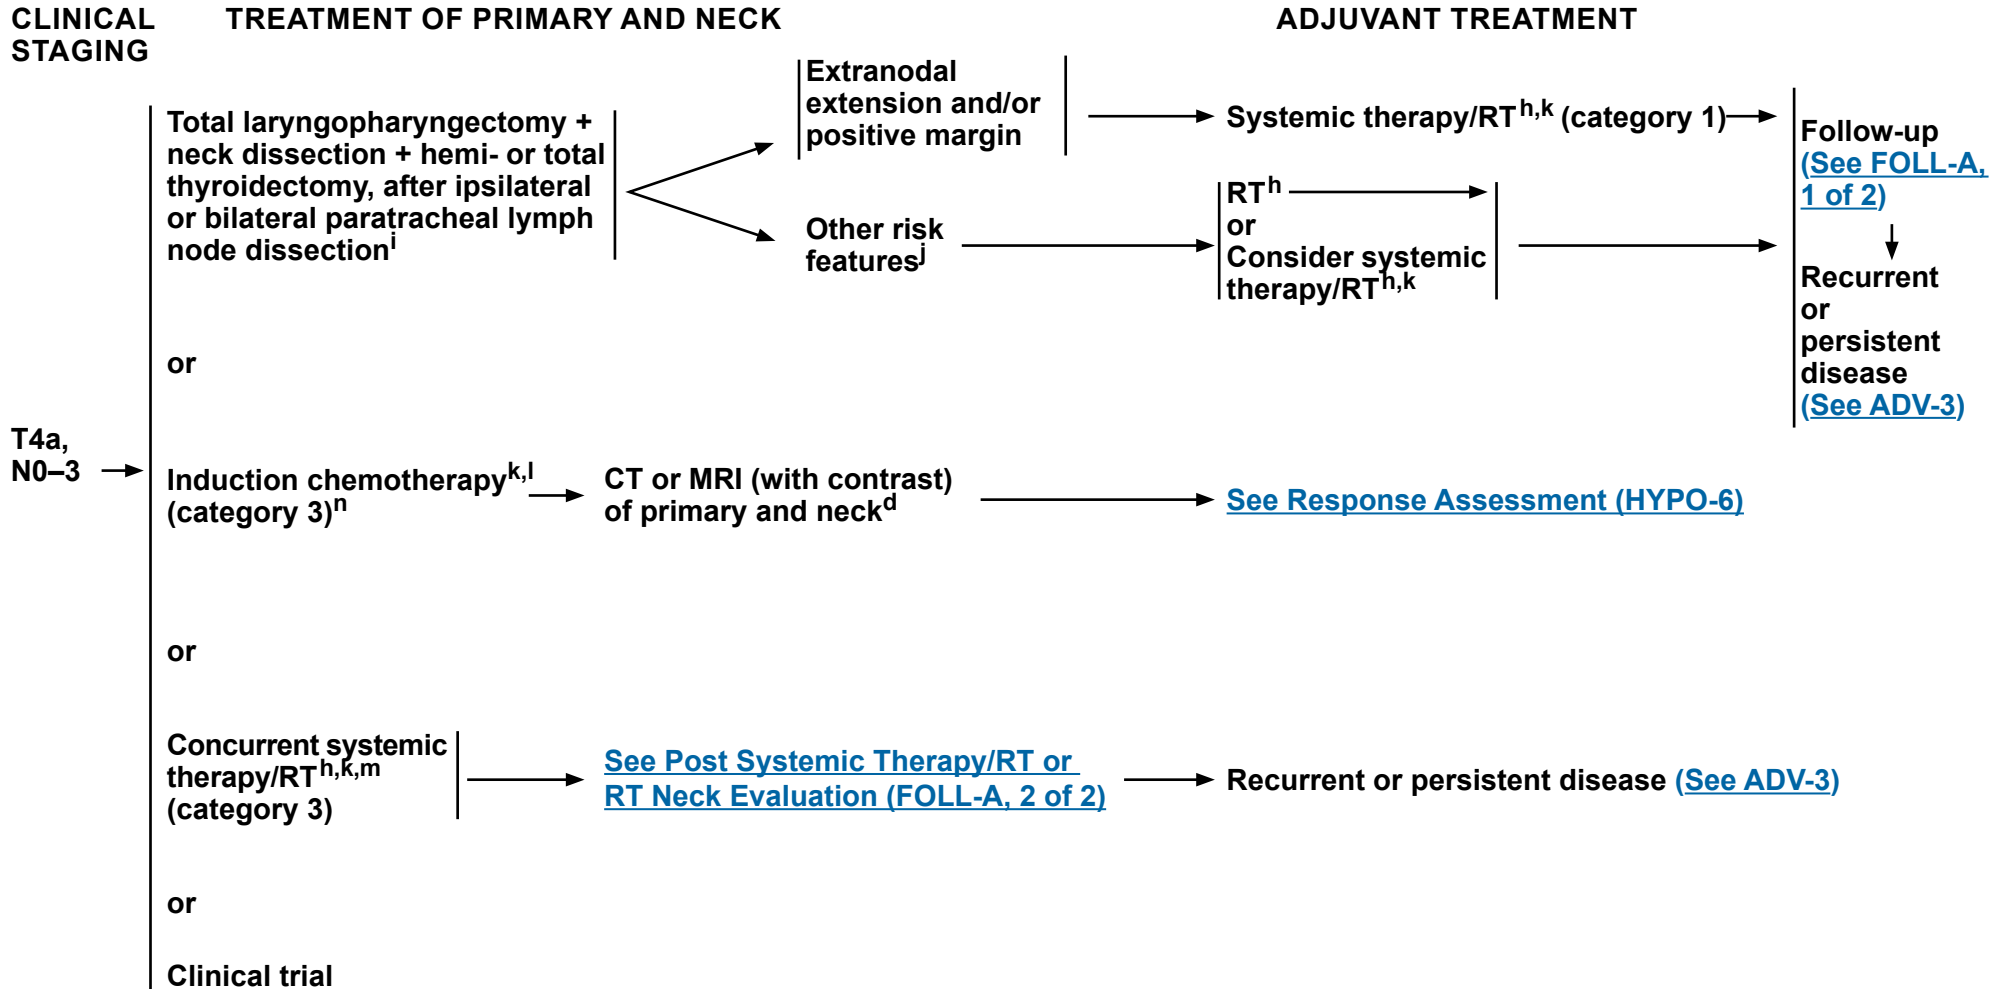 CLINICAL
STAGING
TREATMENT OF PRIMARY AND NECK
ADJUVANT TREATMENT
T4a,
N0–3
Total laryngopharyngectomy +
neck dissection + hemi- or total
thyroidectomy, after ipsilateral
or bilateral paratracheal lymph
node dissectioni
Extranodal
extension and/or
positive margin
Systemic therapy/RTh,k (category 1)
Other risk
featuresj
RTh
or
Consider systemic
therapy/RTh,k
Follow-up
(See FOLL-A,
1 of 2)
Recurrent
or
persistent
disease
(See ADV-3)
or
Induction chemotherapyk,l
(category 3)n
CT or MRI (with contrast)
of primary and neckd
See Response Assessment (HYPO-6)
or
Concurrent systemic
therapy/RTh,k,m
(category 3)
See Post Systemic Therapy/RT or
RT Neck Evaluation (FOLL-A, 2 of 2)
Recurrent or persistent disease (See ADV-3)
or
Clinical trial